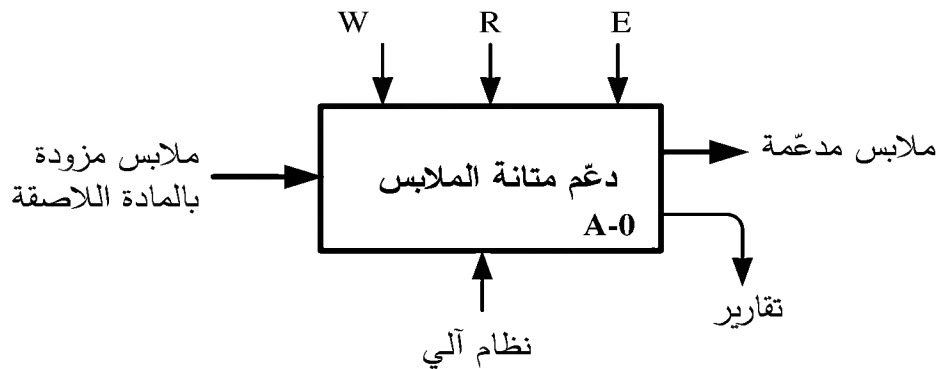 W R E
ملابس مزودة
بالمادة اللاصقة
دعّم متانة الملابس
A-0
ملابس مدعّمة
تقارير
نظام آلي